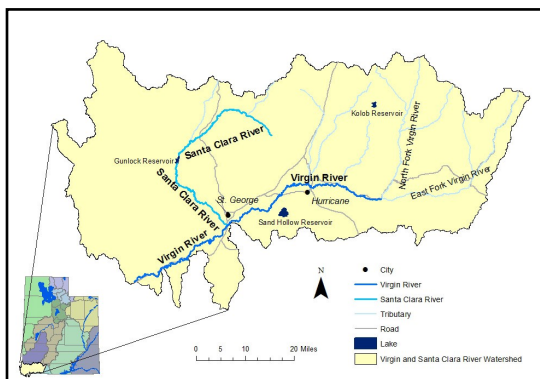 Kolob Reservoir
North Fork Virgin River
Santa Clara River
Gunlock Reservoir
Virgin River
East Fork Virgin River
Santa Clara River
St. George
Hurricane
Sand Hollow Reservoir
Virgin River
N
City
Virgin River
Santa Clara River
Tributary
Road
Lake
Virgin and Santa Clara River Watershed
0 5 10 20 Miles